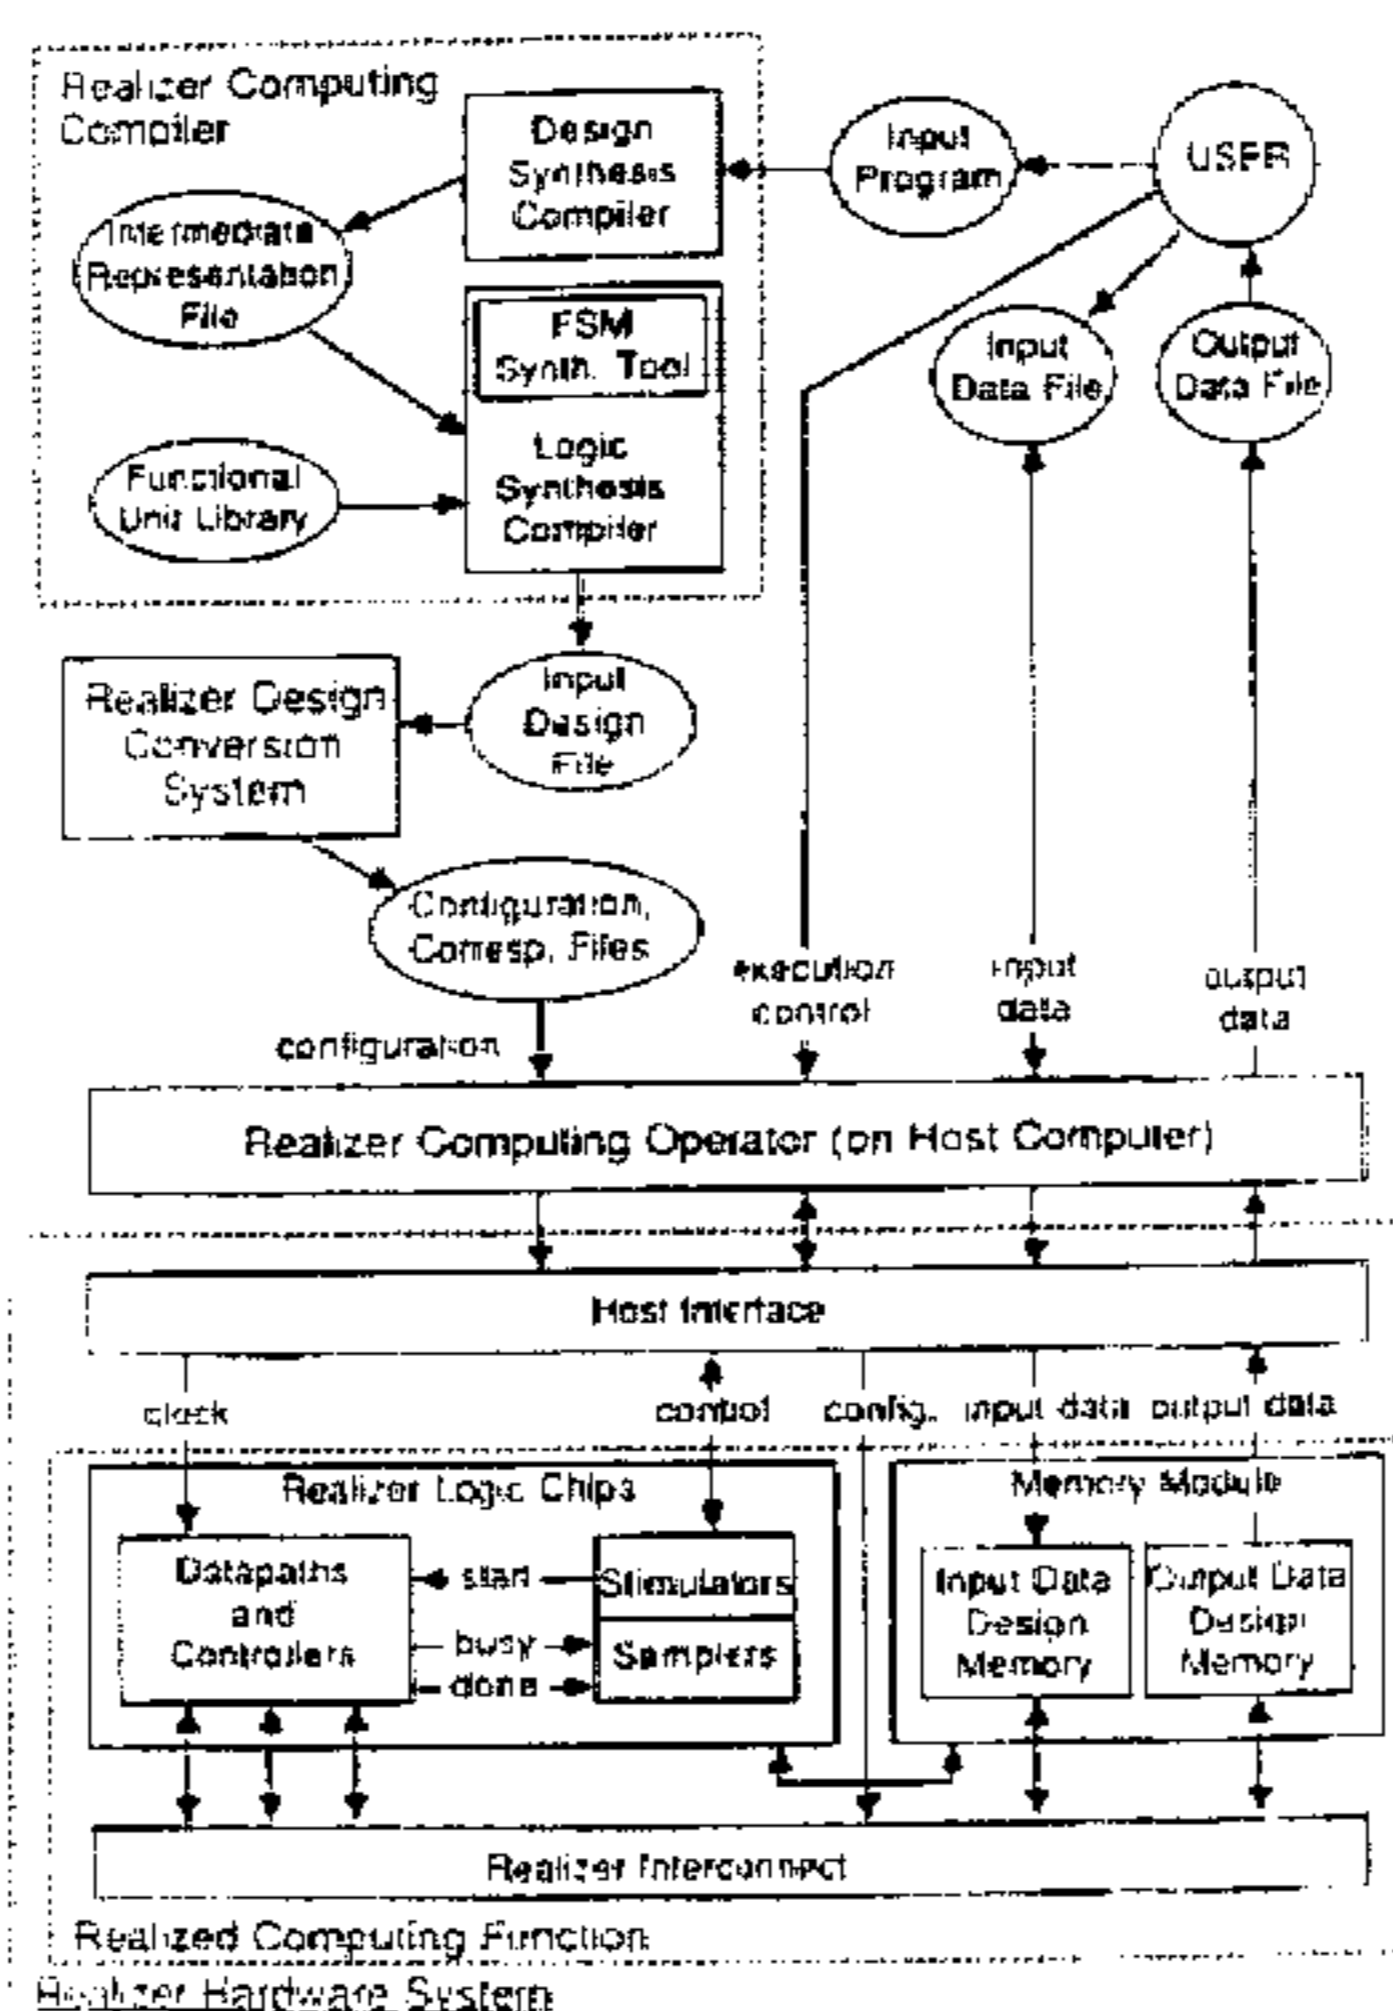 Realizer Computing
Compiler
Design
Synthesis
Compiler
Input
Program
USER
Intermediate
Representation
File
FSM
Synth. Tool
Input
Data File
Output
Data File
Logic
Synthesis
Compiler
Functional
Unit Library
Input
Design
File
Realizer Design
Conversion
System
Configuration,
Corresp. Files
execution
control
input
data
output
data
configuration
Realizer Computing Operator (on Host Computer)
Host Interface
clock
control
config.
input data
output data
Realizer Logic Chips
Memory Module
Datapaths
and
Controllers
start
busy
done
Stimulators
Samplers
Input Data
Design
Memory
Output Data
Design
Memory
Realizer Interconnect
Realized Computing Function
Realizer Hardware System